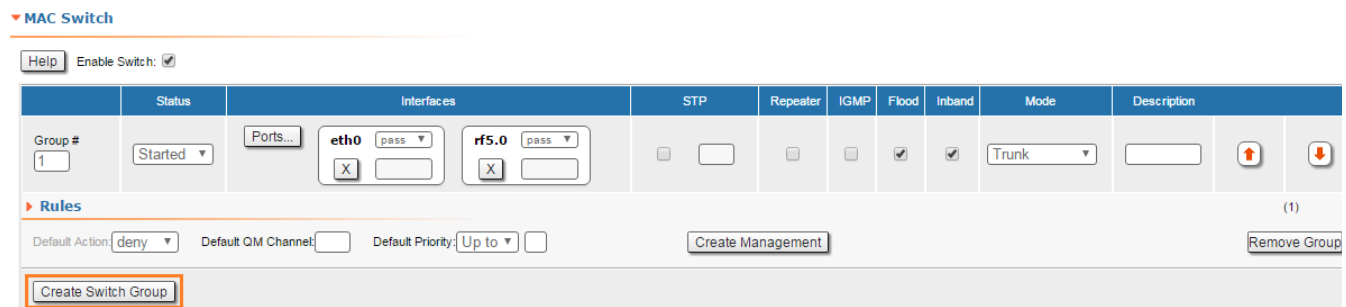 MAC Switch
Help Enable Switch:
Status Interfaces STP Repeater IGMP Flood Inband Mode Description
Group #
1 Started Ports... eth0 pass rf5.0 pass Trunk
X X
Rules (1)
Default Action: deny Default QM Channel: Default Priority: Up to Create Management Remove Group
Create Switch Group